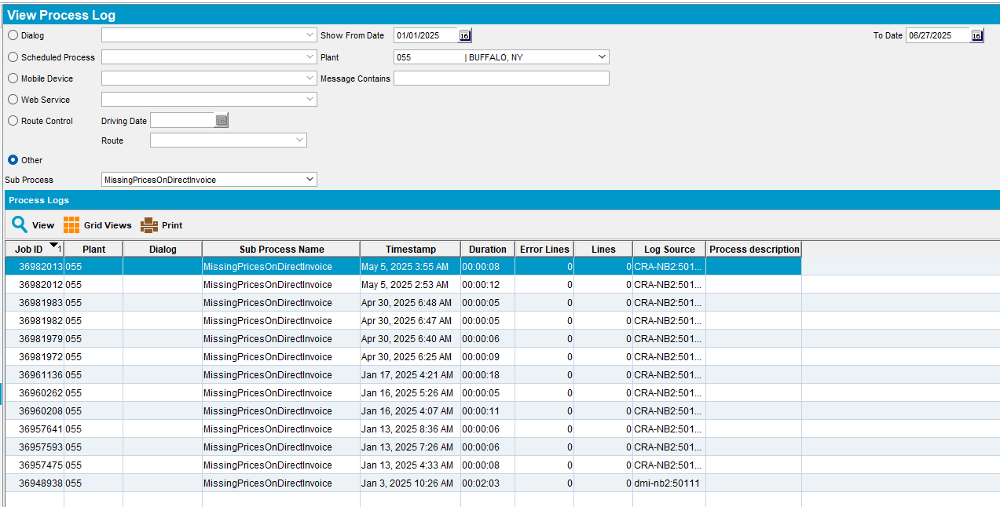 View Process Log
Dialog Show From Date 01/01/2025 16 To Date 06/27/2025 16
Scheduled Process Plant 055 | BUFFALO, NY
Mobile Device Message Contains
Web Service
Route Control Driving Date 16
Route
Other
Sub Process MissingPricesOnDirectInvoice
Process Logs
View Grid Views Print
Job ID 1 Plant Dialog Sub Process Name Timestamp Duration Error Lines Lines Log Source Process description
36982013 055 MissingPricesOnDirectInvoice May 5, 2025 3:55 AM 00:00:08 0 0 CRA-NB2:501...
36982012 055 MissingPricesOnDirectInvoice May 5, 2025 2:53 AM 00:00:12 0 0 CRA-NB2:501...
36981983 055 MissingPricesOnDirectInvoice Apr 30, 2025 6:48 AM 00:00:05 0 0 CRA-NB2:501...
36981982 055 MissingPricesOnDirectInvoice Apr 30, 2025 6:47 AM 00:00:05 0 0 CRA-NB2:501...
36981979 055 MissingPricesOnDirectInvoice Apr 30, 2025 6:40 AM 00:00:06 0 0 CRA-NB2:501...
36981972 055 MissingPricesOnDirectInvoice Apr 30, 2025 6:25 AM 00:00:09 0 0 CRA-NB2:501...
36961136 055 MissingPricesOnDirectInvoice Jan 17, 2025 4:21 AM 00:00:18 0 0 CRA-NB2:501...
36960262 055 MissingPricesOnDirectInvoice Jan 16, 2025 5:26 AM 00:00:05 0 0 CRA-NB2:501...
36960208 055 MissingPricesOnDirectInvoice Jan 16, 2025 4:07 AM 00:00:11 0 0 CRA-NB2:501...
36957641 055 MissingPricesOnDirectInvoice Jan 13, 2025 8:36 AM 00:00:06 0 0 CRA-NB2:501...
36957593 055 MissingPricesOnDirectInvoice Jan 13, 2025 7:26 AM 00:00:06 0 0 CRA-NB2:501...
36957475 055 MissingPricesOnDirectInvoice Jan 13, 2025 4:33 AM 00:00:08 0 0 CRA-NB2:501...
36948938 055 MissingPricesOnDirectInvoice Jan 3, 2025 10:26 AM 00:02:03 0 0 dmi-nb2:50111